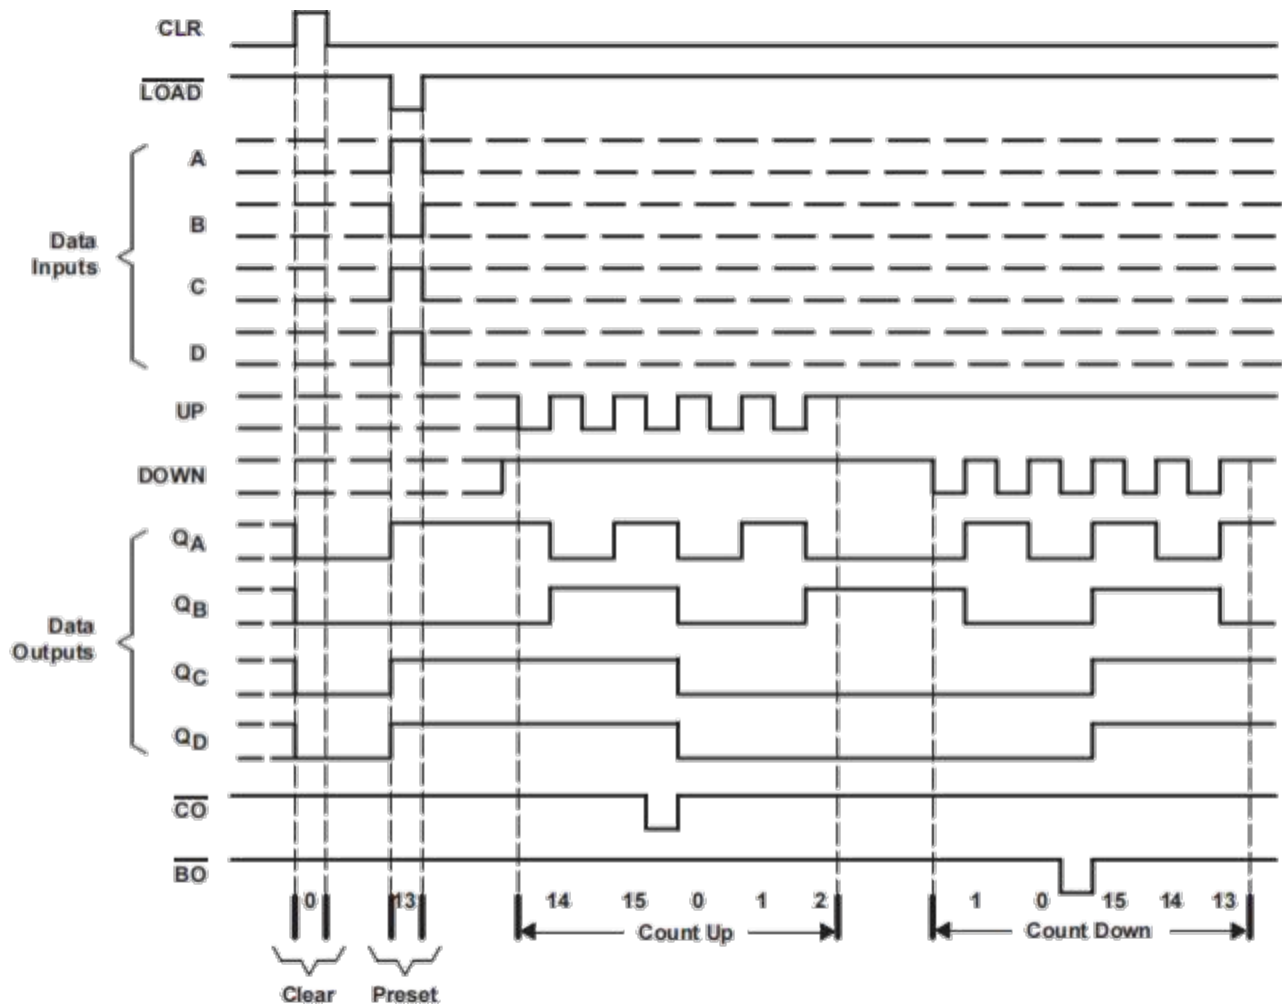 CLR
LOAD
A
B
Data
Inputs
C
D
UP
DOWN
QA
QB
Data
Outputs
QC
QD
CO
BO
0 13 14 15 0 1 2 1 0 15 14 13
Count Up Count Down
Clear Preset